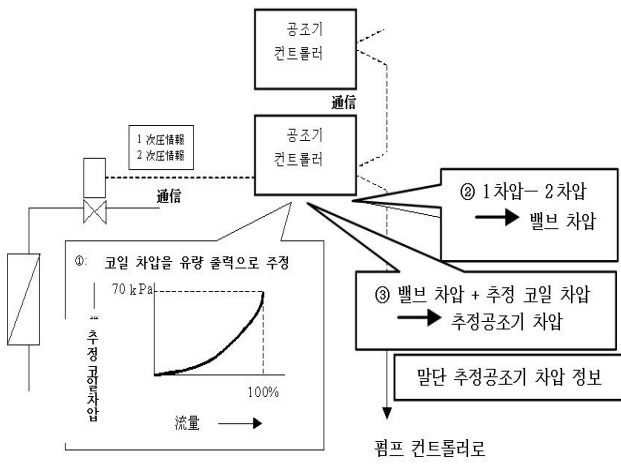 공조기
컨트롤러
通信
공조기
컨트롤러
1 次圧情報
2 次圧情報
通信
② 1차압— 2차압
밸브 차압
①: 코일 차압을 유량 출력으로 추정
70 kPa
추정 코일차압
100%
流量
③ 밸브 차압 + 추정 코일 차압
추정공조기 차압
말단 추정공조기 차압 정보
펌프 컨트롤러로